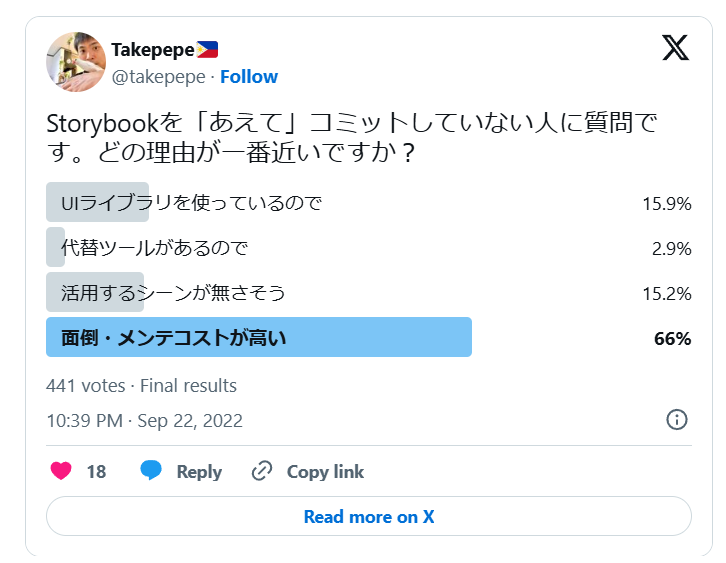 Takepepe🇵🇭
@takepepe · Follow
Storybookを「あえて」コミットしていない人に質問で
す。どの理由が一番近いですか？
UIライブラリを使っているので 15.9%
代替ツールがあるので 2.9%
活用するシーンが無さそう 15.2%
面倒・メンテコストが高い 66%
441 votes · Final results
10:39 PM · Sep 22, 2022
18 Reply Copy link
Read more on X